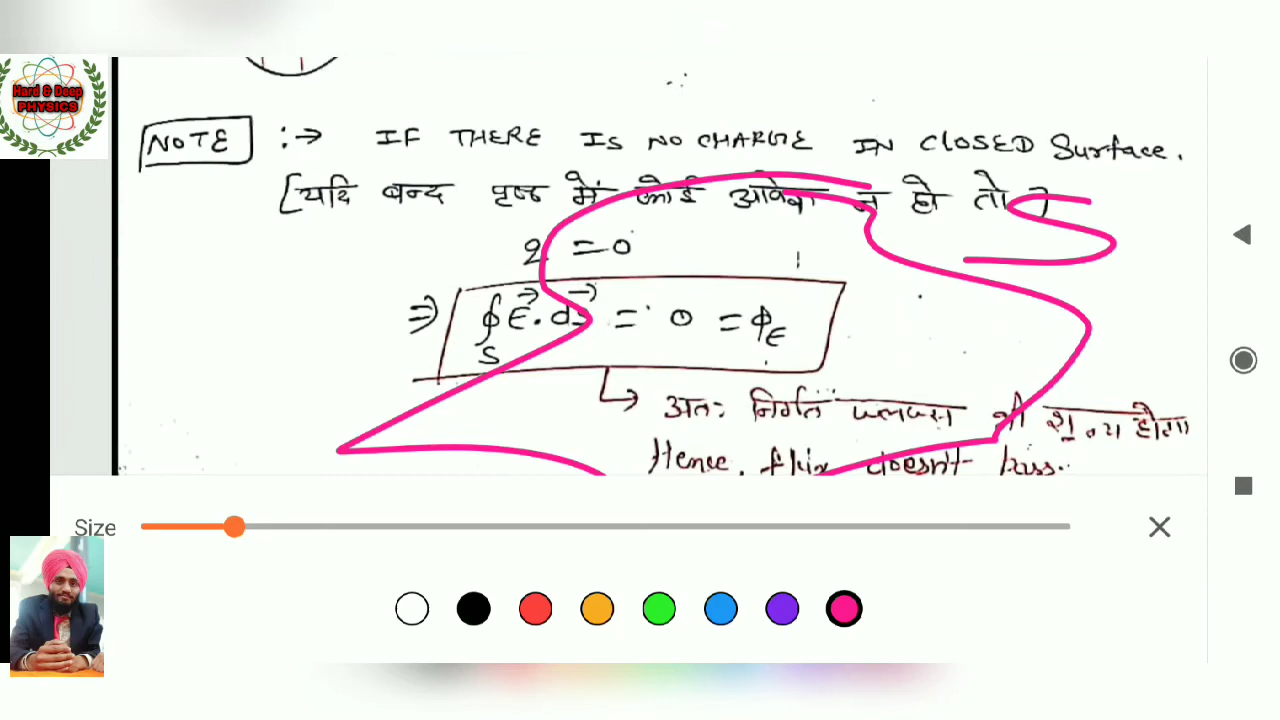 Hard & Deep
PHYSICS
NOTE :→ IF THERE IS NO CHARGE IN CLOSED Surface.
[यदि बन्द पृष्ठ में कोई आवेश न हो तो]
q = 0
⇒ ∮ E⃗. dS⃗ = 0 = ϕE
S
↳ अतः निर्गत फ्लक्स भी शून्य होगा
Hence, flux doesn't pass.
Size